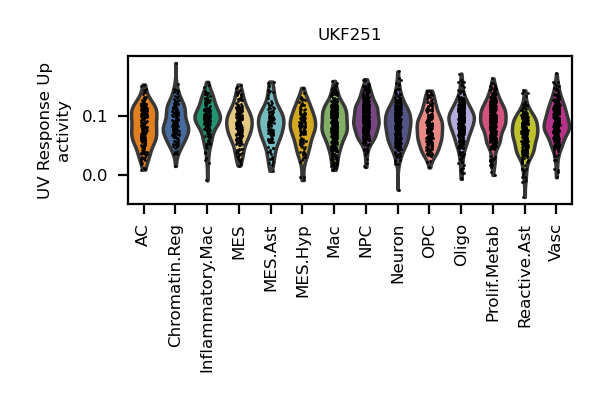 UKF251
UV Response Up
activity
0.1
0.0
AC
Chromatin.Reg
Inflammatory.Mac
MES
MES.Ast
MES.Hyp
Mac
NPC
Neuron
OPC
Oligo
Prolif.Metab
Reactive.Ast
Vasc